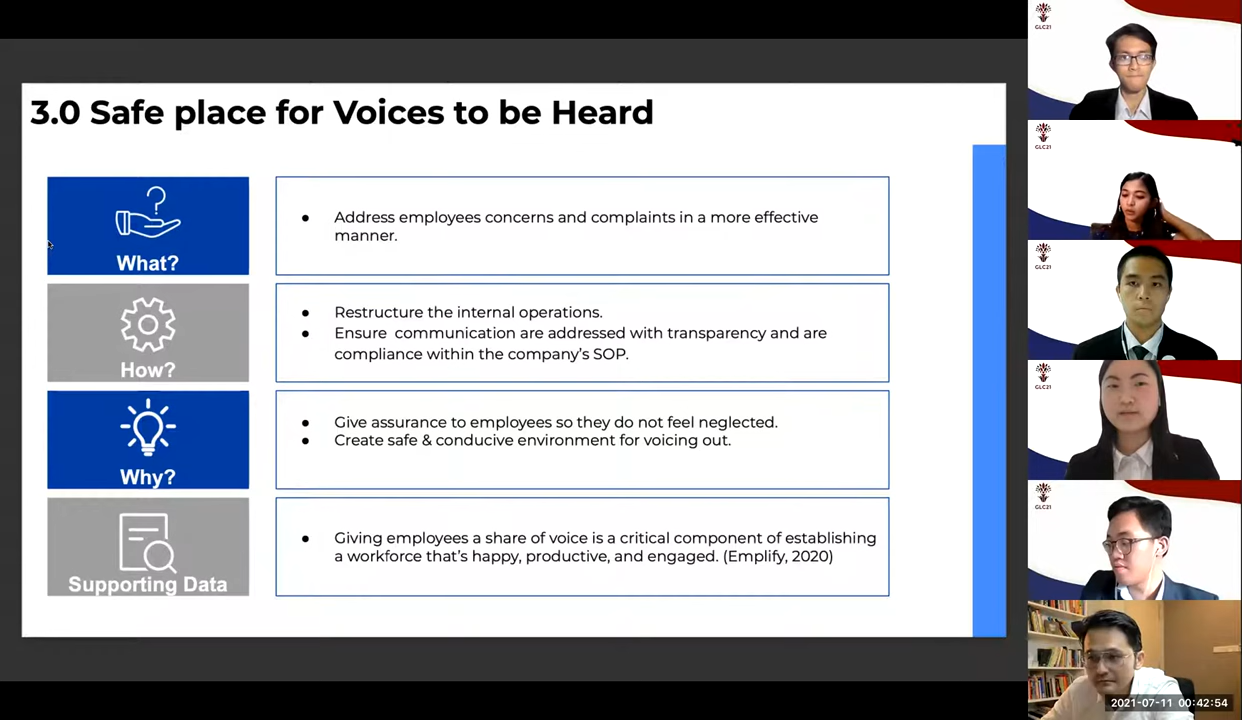 3.0 Safe place for Voices to be Heard
What?
● Address employees concerns and complaints in a more effective
manner.
How?
● Restructure the internal operations.
● Ensure communication are addressed with transparency and are
compliance within the company's SOP.
Why?
● Give assurance to employees so they do not feel neglected.
● Create safe & conducive environment for voicing out.
Supporting Data
● Giving employees a share of voice is a critical component of establishing
a workforce that's happy, productive, and engaged. (Emplify, 2020)
GLC21
GLC21
GLC21
GLC21
GLC21
2021-07-11 00:42:54